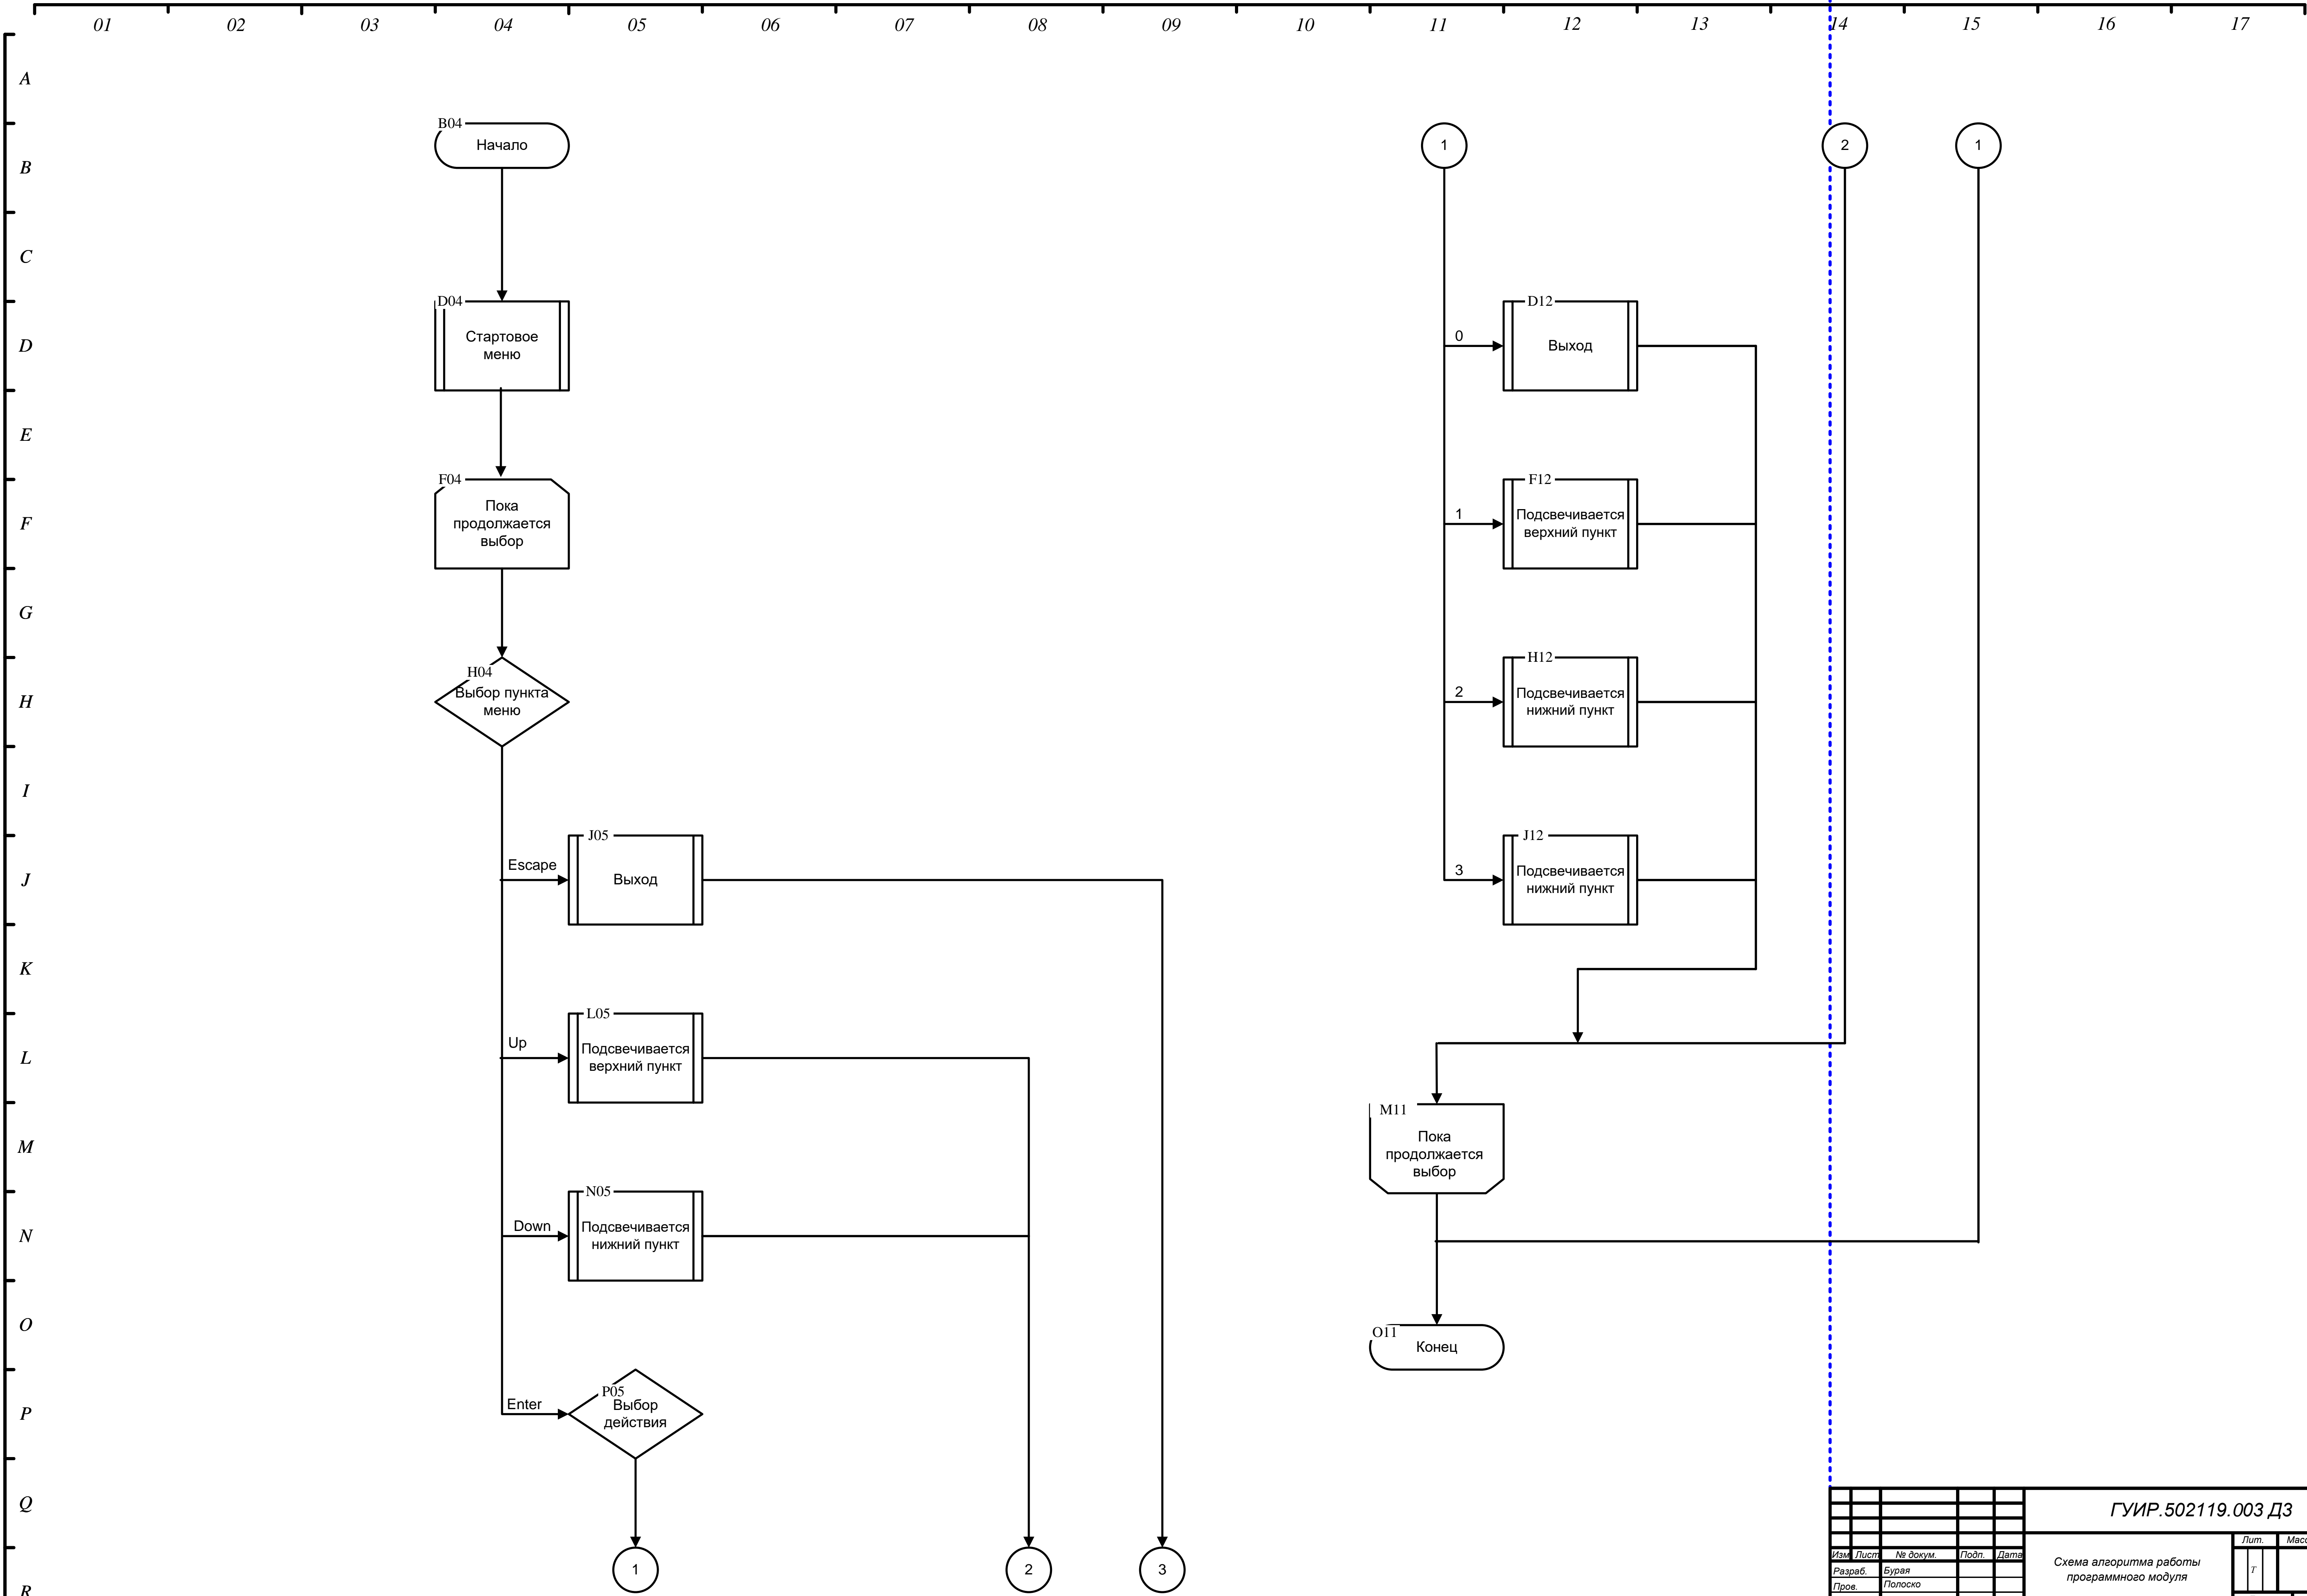 01 02 03 04 05 06 07 08 09 10 11 12 13 14 15 16 17
A
B
C
D
E
F
G
H
I
J
K
L
M
N
O
P
Q
R
B04
Начало
D04
Стартовое
меню
F04
Пока
продолжается
выбор
H04
Выбор пункта
меню
Escape
J05
Выход
Up
L05
Подсвечивается
верхний пункт
Down
N05
Подсвечивается
нижний пункт
Enter
P05
Выбор
действия
1
2
3
1
2
1
0
D12
Выход
1
F12
Подсвечивается
верхний пункт
2
H12
Подсвечивается
нижний пункт
3
J12
Подсвечивается
нижний пункт
M11
Пока
продолжается
выбор
O11
Конец
ГУИР.502119.003 Д3
Изм Лист № докум. Подп. Дата
Разраб. Бурая
Пров. Полоско
Схема алгоритма работы
программного модуля
Лит. Масс
Т